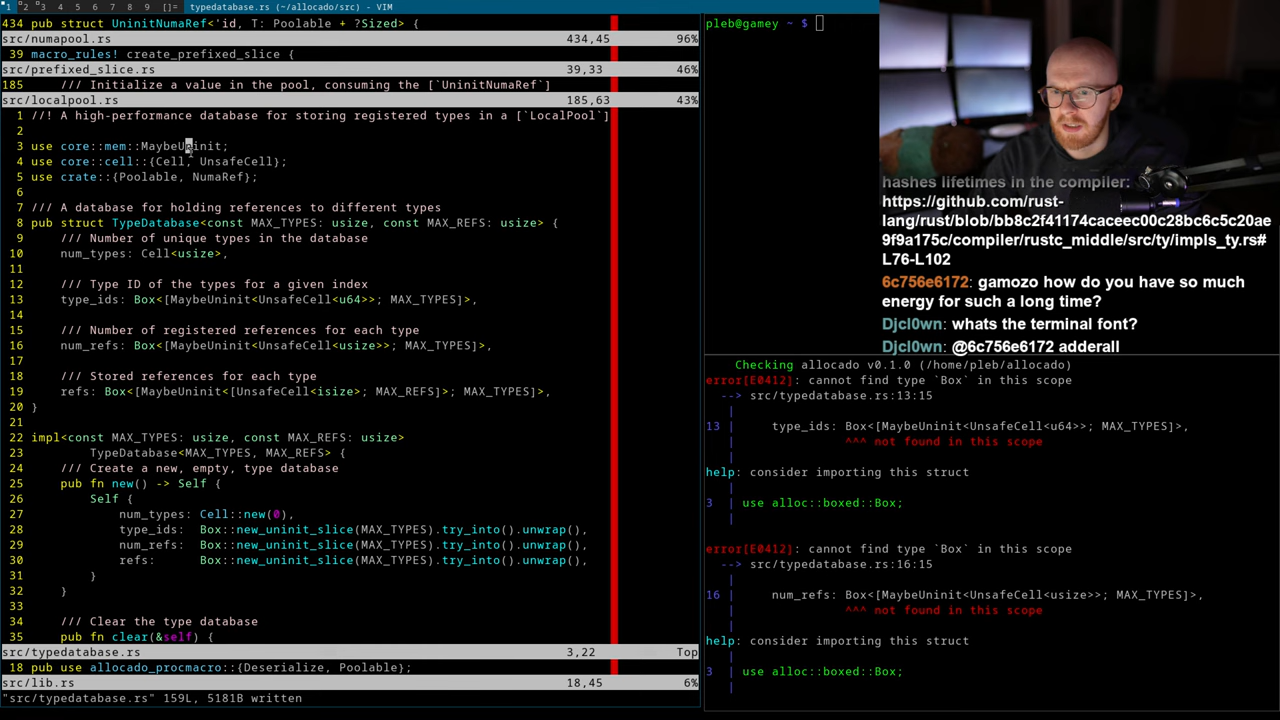 1 2 3 4 5 6 7 8 9 []= typedatabase.rs (~/allocado/src) - VIM
434 pub struct UninitNumaRef<'id, T: Poolable + ?Sized> {
src/numapool.rs 434,45 96%
39 macro_rules! create_prefixed_slice {
src/prefixed_slice.rs 39,33 46%
185 /// Initialize a value in the pool, consuming the [`UninitNumaRef`]
src/localpool.rs 185,63 43%
1 //! A high-performance database for storing registered types in a [`LocalPool`]
2
3 use core::mem::MaybeUninit;
4 use core::cell::{Cell, UnsafeCell};
5 use crate::{Poolable, NumaRef};
6
7 /// A database for holding references to different types
8 pub struct TypeDatabase<const MAX_TYPES: usize, const MAX_REFS: usize> {
9 /// Number of unique types in the database
10 num_types: Cell<usize>,
11
12 /// Type ID of the types for a given index
13 type_ids: Box<[MaybeUninit<UnsafeCell<u64>>; MAX_TYPES]>,
14
15 /// Number of registered references for each type
16 num_refs: Box<[MaybeUninit<UnsafeCell<usize>>; MAX_TYPES]>,
17
18 /// Stored references for each type
19 refs: Box<[MaybeUninit<[UnsafeCell<isize>; MAX_REFS]>; MAX_TYPES]>,
20 }
21
22 impl<const MAX_TYPES: usize, const MAX_REFS: usize>
23 TypeDatabase<MAX_TYPES, MAX_REFS> {
24 /// Create a new, empty, type database
25 pub fn new() -> Self {
26 Self {
27 num_types: Cell::new(0),
28 type_ids: Box::new_uninit_slice(MAX_TYPES).try_into().unwrap(),
29 num_refs: Box::new_uninit_slice(MAX_TYPES).try_into().unwrap(),
30 refs: Box::new_uninit_slice(MAX_TYPES).try_into().unwrap(),
31 }
32 }
33
34 /// Clear the type database
35 pub fn clear(&self) {
src/typedatabase.rs 3,22 Top
18 pub use allocado_procmacro::{Deserialize, Poolable};
src/lib.rs 18,45 6%
"src/typedatabase.rs" 159L, 5181B written
pleb@gamey ~ $
hashes lifetimes in the compiler:
https://github.com/rust-
lang/rust/blob/bb8c2f41174caceec00c28bc6c5c20ae
9f9a175c/compiler/rustc_middle/src/ty/impls_ty.rs#
L76-L102
6c756e6172: gamozo how do you have so much
energy for such a long time?
Djcl0wn: whats the terminal font?
Djcl0wn: @6c756e6172 adderall
Checking allocado v0.1.0 (/home/pleb/allocado)
error[E0412]: cannot find type `Box` in this scope
--> src/typedatabase.rs:13:15
|
13 | type_ids: Box<[MaybeUninit<UnsafeCell<u64>>; MAX_TYPES]>,
| ^^^ not found in this scope
|
help: consider importing this struct
|
3 | use alloc::boxed::Box;
|
error[E0412]: cannot find type `Box` in this scope
--> src/typedatabase.rs:16:15
|
16 | num_refs: Box<[MaybeUninit<UnsafeCell<usize>>; MAX_TYPES]>,
| ^^^ not found in this scope
|
help: consider importing this struct
|
3 | use alloc::boxed::Box;
|